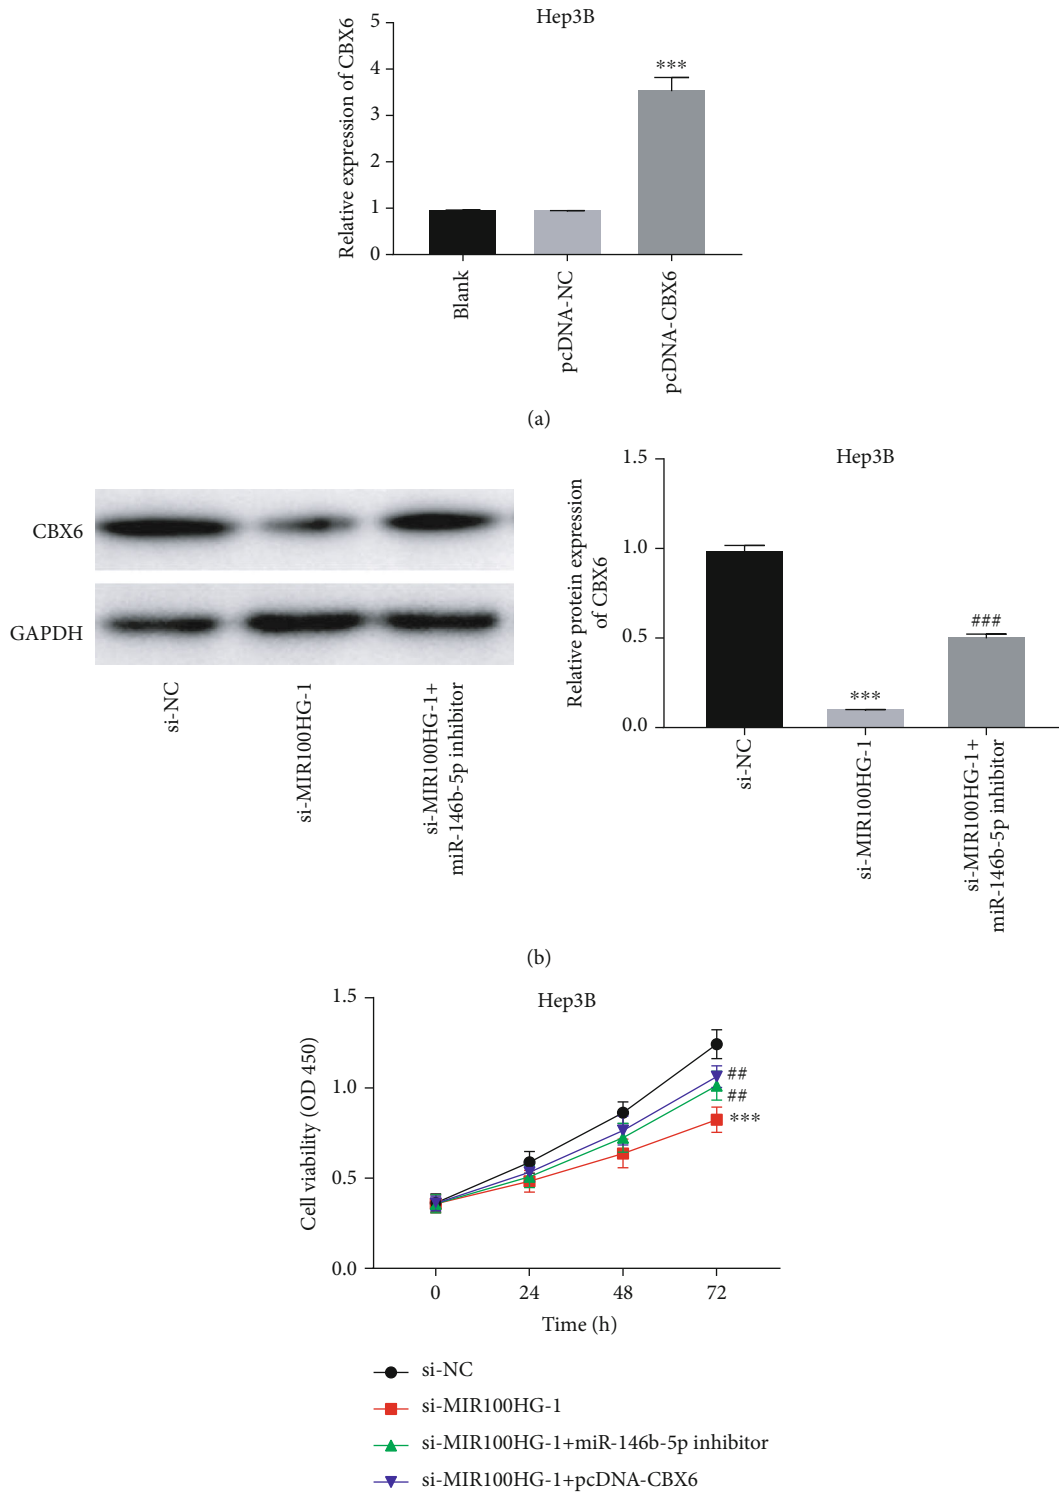 Hep3B
Relative expression of CBX6
5
4
3
2
1
0
***
Blank
pcDNA-NC
pcDNA-CBX6
(a)
CBX6
GAPDH
si-NC
si-MIR100HG-1
si-MIR100HG-1+
miR-146b-5p inhibitor
Hep3B
Relative protein expression
of CBX6
1.5
1.0
0.5
0.0
***
###
si-NC
si-MIR100HG-1
si-MIR100HG-1+
miR-146b-5p inhibitor
(b)
Hep3B
Cell viability (OD 450)
1.5
1.0
0.5
0.0
##
##
***
0 24 48 72
Time (h)
si-NC
si-MIR100HG-1
si-MIR100HG-1+miR-146b-5p inhibitor
si-MIR100HG-1+pcDNA-CBX6